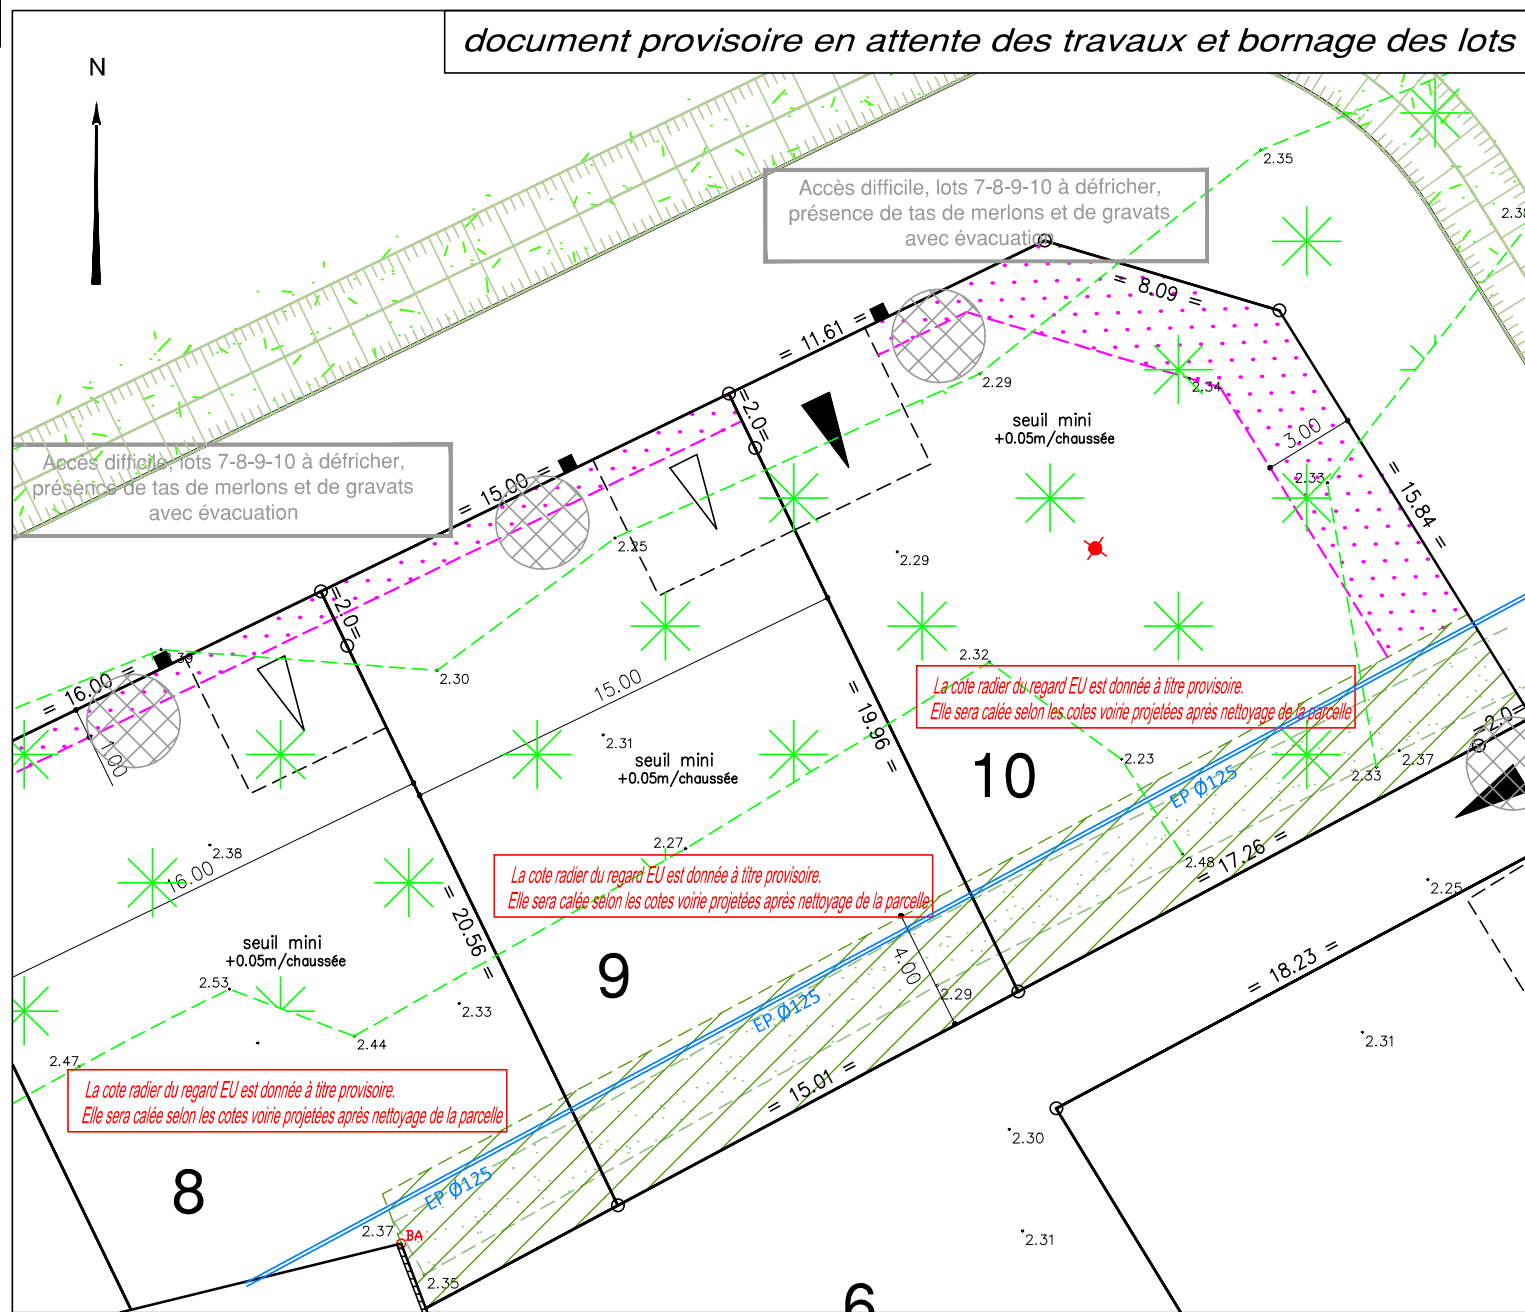 document provisoire en attente des travaux et bornage des lots
N
2.35
Accès difficile, lots 7-8-9-10 à défricher,
présence de tas de merlons et de gravats
avec évacuation
= 8.09 =
= 11.61 =
2.29
2.34
=2.0=
seuil mini
+0.05m/chaussée
3.00
2.33
= 15.84 =
Accès difficile, lots 7-8-9-10 à défricher,
présence de tas de merlons et de gravats
avec évacuation
= 15.00 =
2.25
2.29
=2.0=
2.39
= 16.00 =
1.00
2.30
15.00
2.32
= 19.96 =
La cote radier du regard EU est donnée à titre provisoire.
Elle sera calée selon les cotes voirie projetées après nettoyage de la parcelle
=2.0=
2.31
seuil mini
+0.05m/chaussée
10
2.23
EP Ø125
2.33
2.37
2.38
16.00
2.27
2.48
= 17.26 =
La cote radier du regard EU est donnée à titre provisoire.
Elle sera calée selon les cotes voirie projetées après nettoyage de la parcelle
2.25
= 20.56 =
seuil mini
+0.05m/chaussée
9
4.00
2.53
2.33
2.29
= 18.23 =
EP Ø125
2.44
2.47
2.31
La cote radier du regard EU est donnée à titre provisoire.
Elle sera calée selon les cotes voirie projetées après nettoyage de la parcelle
= 15.01 =
2.30
8
EP Ø125
2.37
BA
2.31
2.35
6